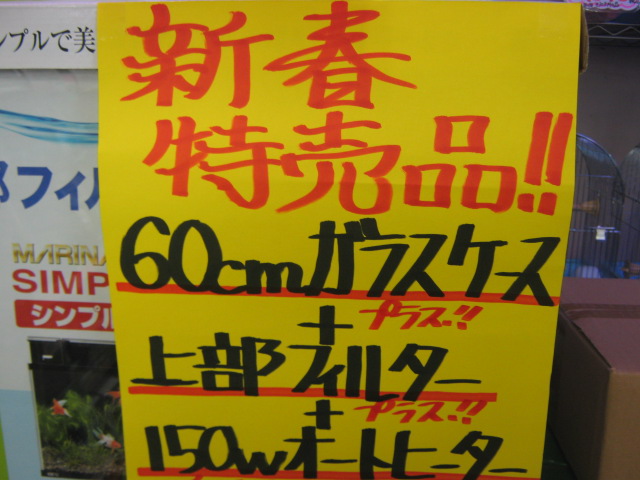 ンプルで美
新春
特売品!!
60cmガラスケース
+プラス!!
上部フィルター
+プラス!!
150wオートヒーター
部フィル
MARINA
SIMP
シンプル